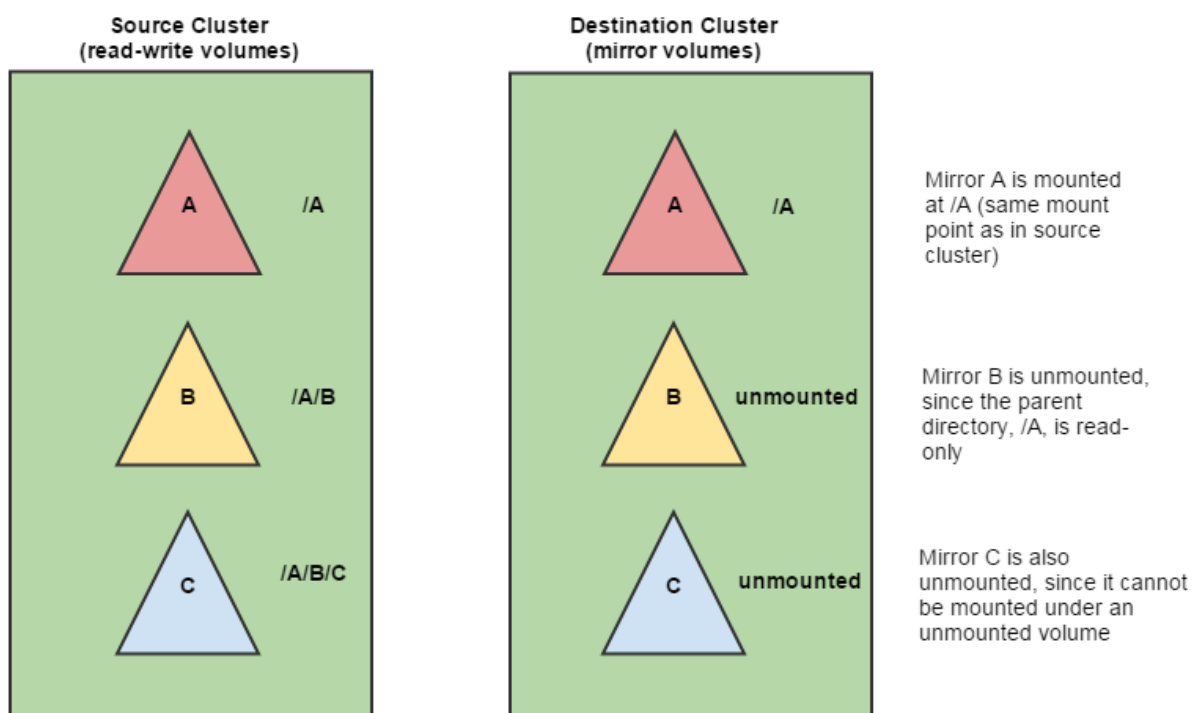 Source Cluster
(read-write volumes)
Destination Cluster
(mirror volumes)
A
/A
A
/A
Mirror A is mounted
at /A (same mount
point as in source
cluster)
B
/A/B
B
unmounted
Mirror B is unmounted,
since the parent
directory, /A, is read-
only
C
/A/B/C
C
unmounted
Mirror C is also
unmounted, since it cannot
be mounted under an
unmounted volume